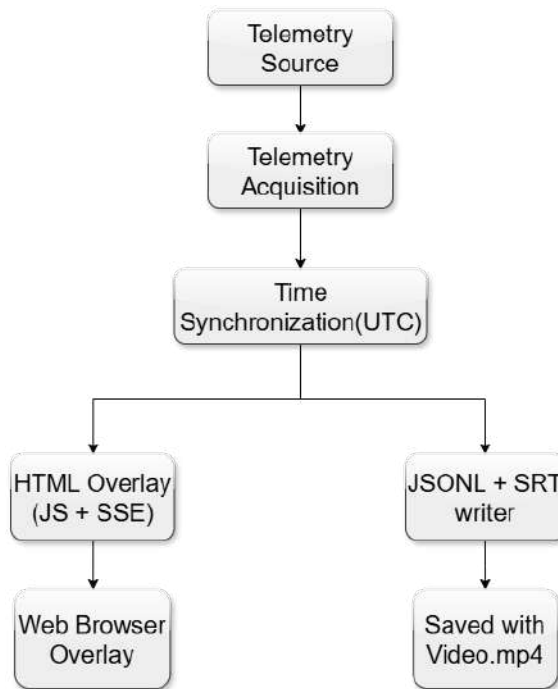 Telemetry
Source
Telemetry
Acquisition
Time
Synchronization(UTC)
HTML Overlay
(JS + SSE)
JSONL + SRT
writer
Web Browser
Overlay
Saved with
Video.mp4